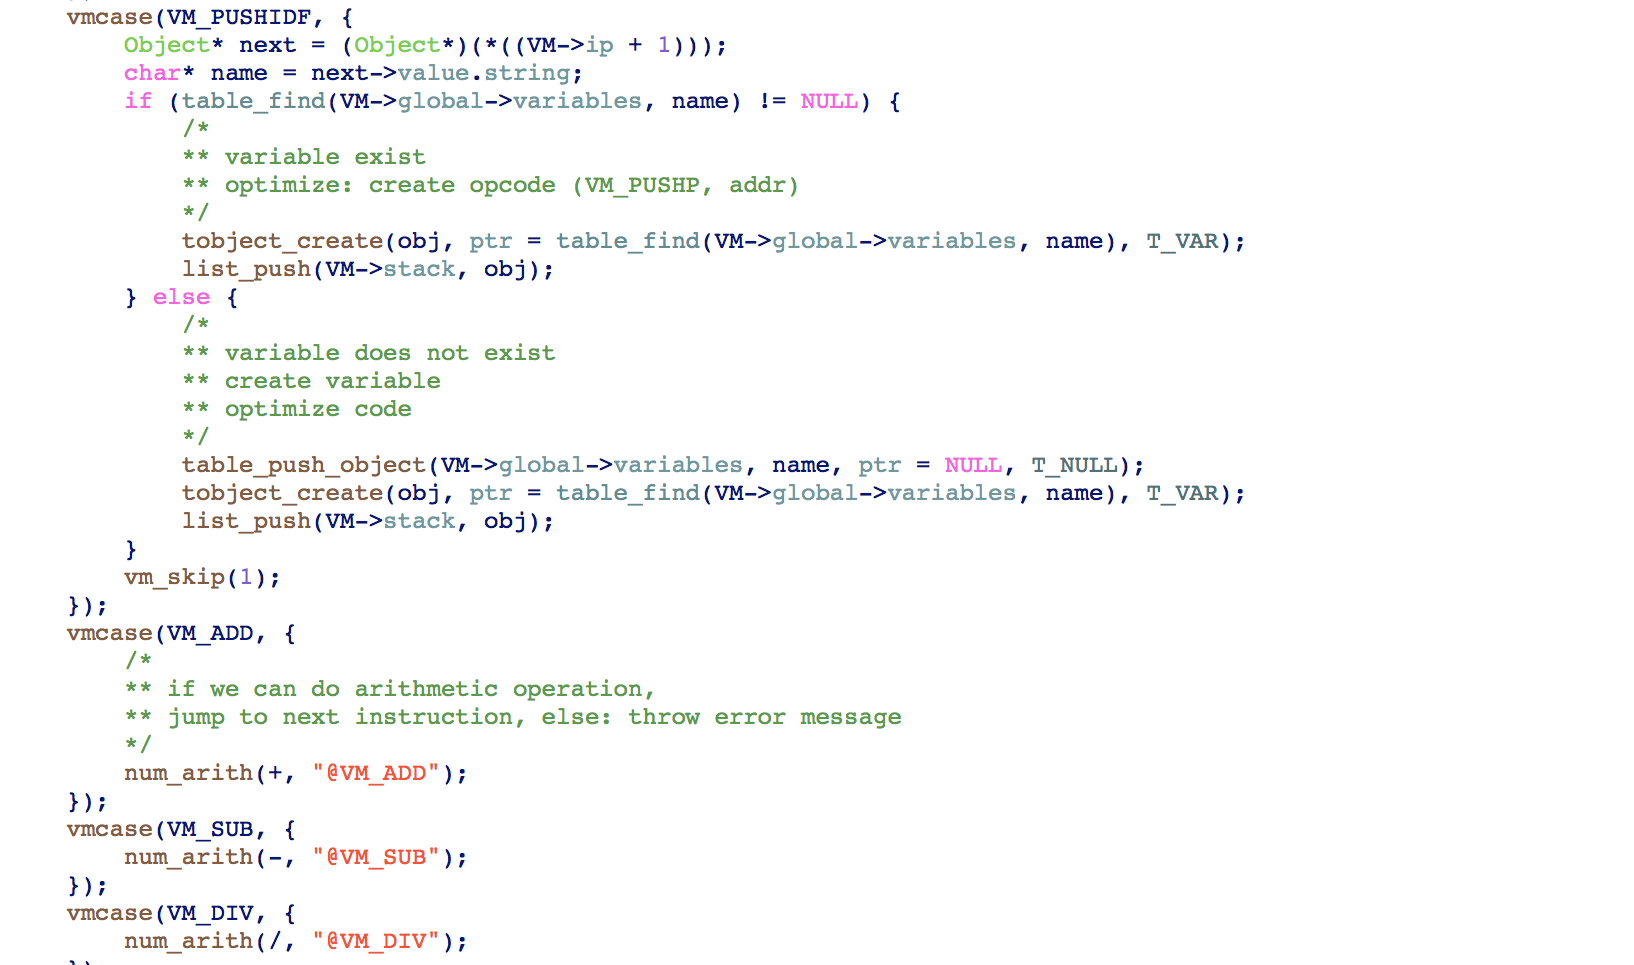 vmcase(VM_PUSHIDF, {
    Object* next = (Object*)(*((VM->ip + 1)));
    char* name = next->value.string;
    if (table_find(VM->global->variables, name) != NULL) {
        /*
        ** variable exist
        ** optimize: create opcode (VM_PUSHP, addr)
        */
        tobject_create(obj, ptr = table_find(VM->global->variables, name), T_VAR);
        list_push(VM->stack, obj);
    } else {
        /*
        ** variable does not exist
        ** create variable
        ** optimize code
        */
        table_push_object(VM->global->variables, name, ptr = NULL, T_NULL);
        tobject_create(obj, ptr = table_find(VM->global->variables, name), T_VAR);
        list_push(VM->stack, obj);
    }
    vm_skip(1);
});
vmcase(VM_ADD, {
    /*
    ** if we can do arithmetic operation,
    ** jump to next instruction, else: throw error message
    */
    num_arith(+, "@VM_ADD");
});
vmcase(VM_SUB, {
    num_arith(-, "@VM_SUB");
});
vmcase(VM_DIV, {
    num_arith(/, "@VM_DIV");